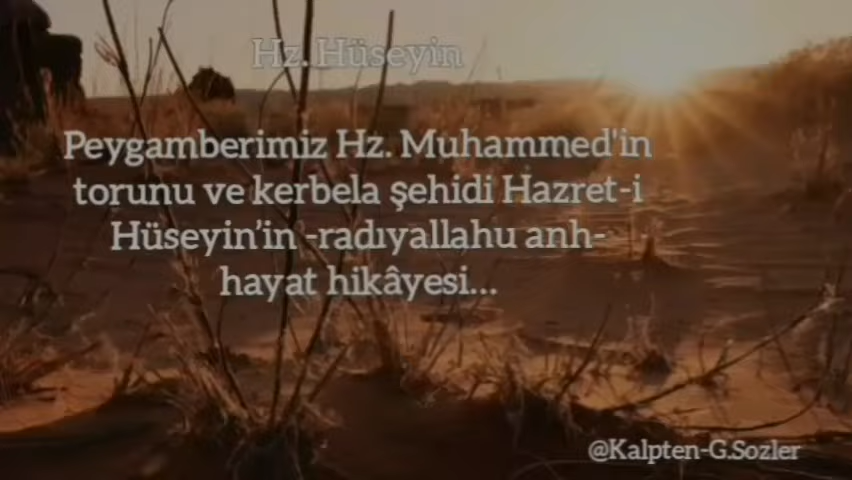 Hz. Hüseyin
Peygamberimiz Hz. Muhammed'in
torunu ve kerbela şehidi Hazret-i
Hüseyin’in -radıyallahu anh-
hayat hikâyesi...
@Kalpten-G.Sozler